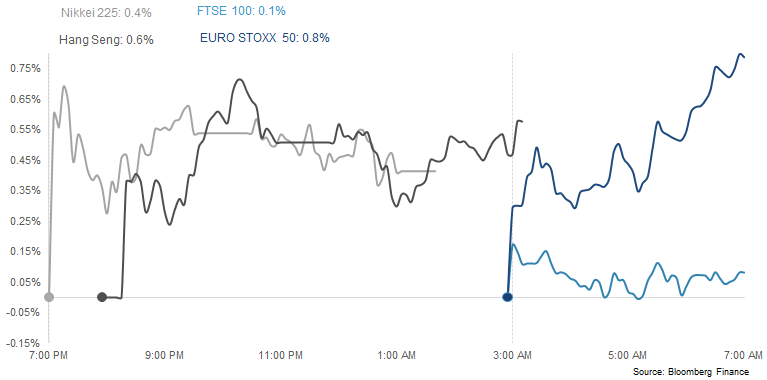 Nikkei 225: 0.4%
FTSE 100: 0.1%
Hang Seng: 0.6%
EURO STOXX 50: 0.8%
0.75%
0.65%
0.55%
0.45%
0.35%
0.25%
0.15%
0.05%
-0.05%
-0.15%
7:00 PM
9:00 PM
11:00 PM
1:00 AM
3:00 AM
5:00 AM
7:00 AM
Source: Bloomberg Finance